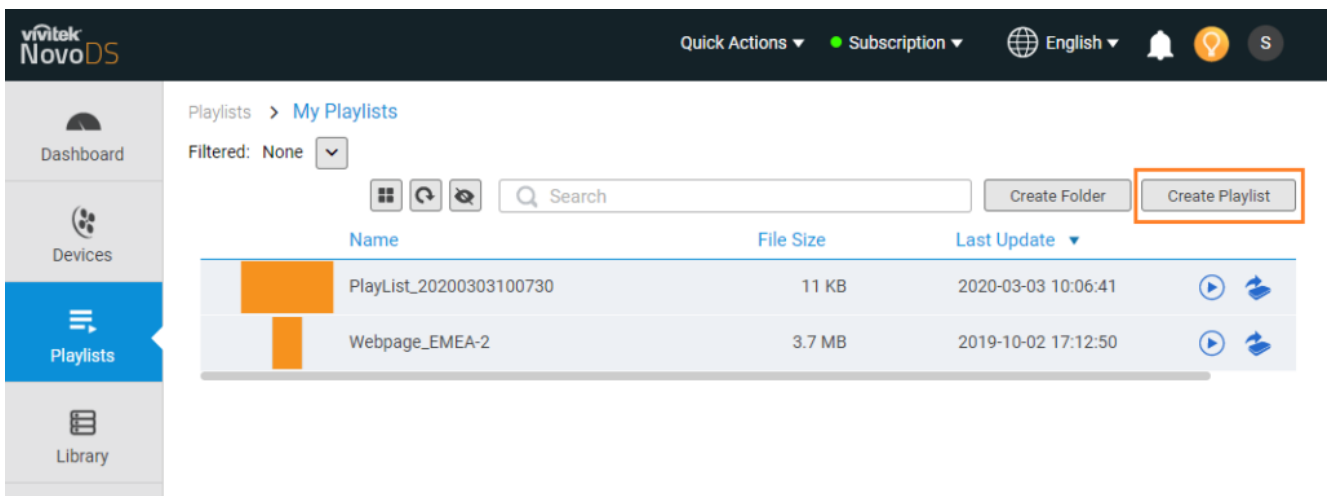 vivitek
NovoDS
Quick Actions
Subscription
English
S
Dashboard
Devices
Playlists
Library
Playlists > My Playlists
Filtered: None
Search
Create Folder
Create Playlist
Name File Size Last Update
PlayList_20200303100730 11 KB 2020-03-03 10:06:41
Webpage_EMEA-2 3.7 MB 2019-10-02 17:12:50